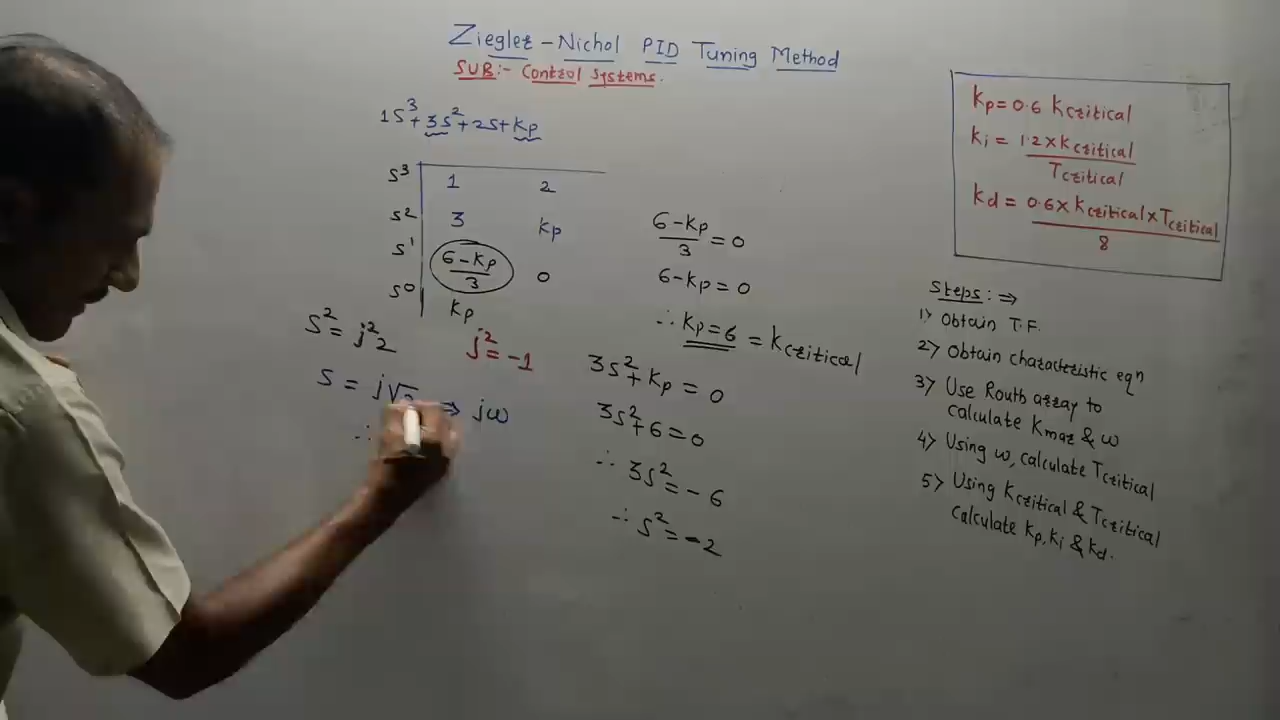 Ziegler-Nichol PID Tuning Method
SUB:- Control Systems.
1S³+3S²+2S+Kp
S³ 1 2
S² 3 Kp
S¹ 6-Kp/3 0
S⁰ Kp
S² = j²2
j² = -1
S = j√2 ⇒ jω
∴
6-Kp/3 = 0
6-Kp = 0
∴ Kp = 6 = Kcritical
3S²+Kp = 0
3S²+6 = 0
∴ 3S² = -6
∴ S² = -2
Kp = 0.6 Kcritical
Ki = 1.2 x Kcritical / Tcritical
Kd = 0.6 x Kcritical x Tcritical / 8
Steps: ⇒
1> Obtain T.F.
2> Obtain characteristic eqn
3> Use Routh array to
calculate Kmar & ω
4> Using ω, calculate Tcritical
5> Using Kcritical & Tcritical
calculate Kp, Ki & Kd.